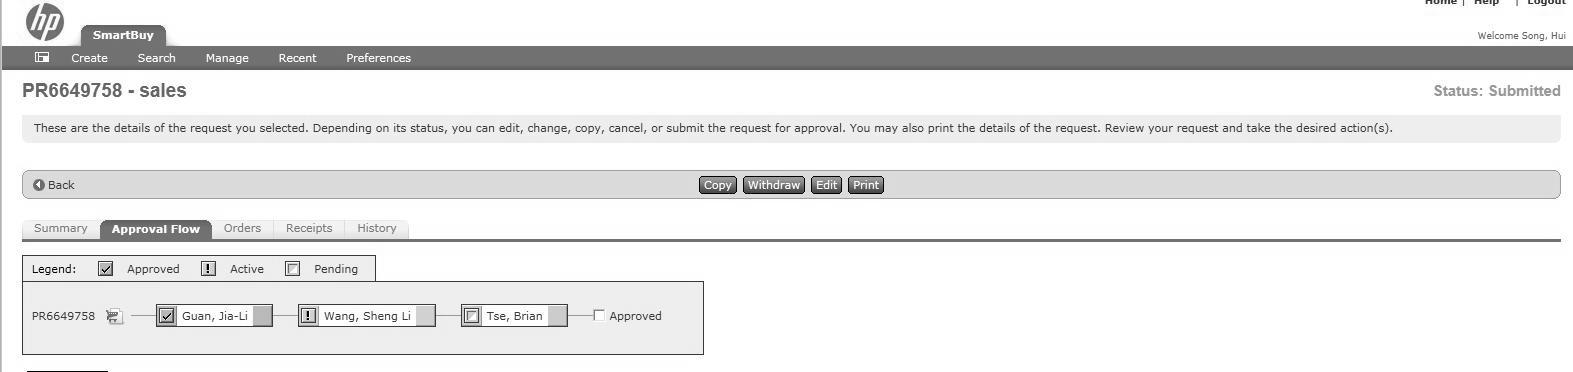 Home | Help | Logout
hp
SmartBuy
Welcome Song, Hui
Create Search Manage Recent Preferences
PR6649758 - sales
Status: Submitted
These are the details of the request you selected. Depending on its status, you can edit, change, copy, cancel, or submit the request for approval. You may also print the details of the request. Review your request and take the desired action(s).
Back Copy Withdraw Edit Print
Summary Approval Flow Orders Receipts History
Legend: Approved ! Active Pending
PR6649758 Guan, Jia-Li ! Wang, Sheng Li Tse, Brian Approved